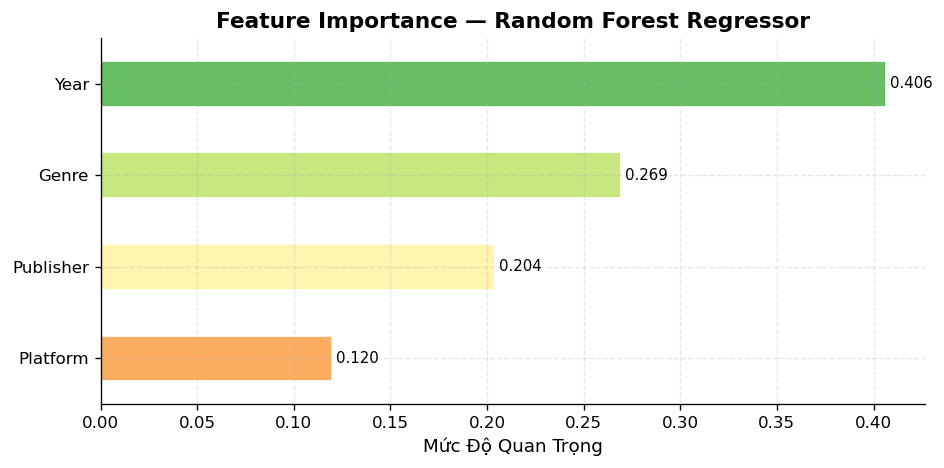 Feature Importance — Random Forest Regressor
Year
0.406
Genre
0.269
Publisher
0.204
Platform
0.120
0.00 0.05 0.10 0.15 0.20 0.25 0.30 0.35 0.40
Mức Độ Quan Trọng